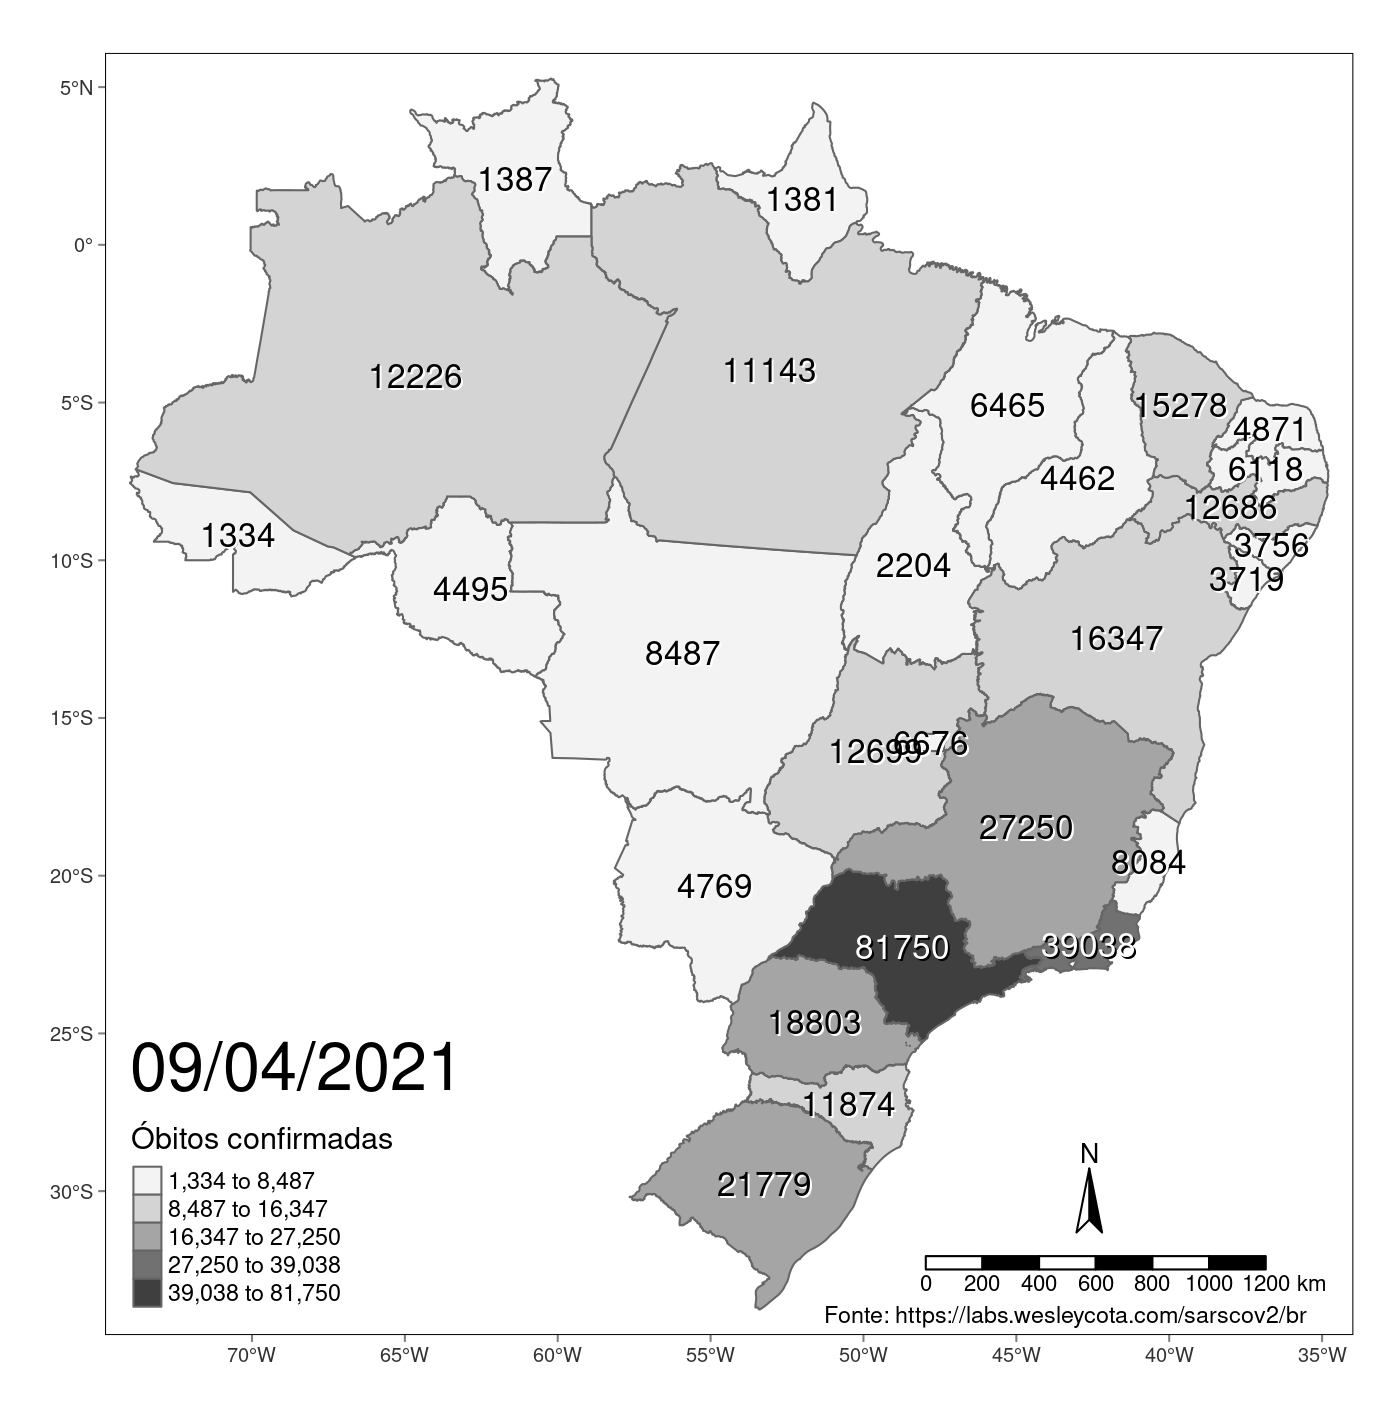 5°N
0°
5°S
10°S
15°S
20°S
25°S
30°S
1387
1381
12226
11143
6465
15278
4871
6118
4462
12686
1334
3756
2204
3719
4495
16347
8487
6676
12699
27250
8084
4769
81750
39038
18803
11874
21779
09/04/2021
Óbitos confirmadas
1,334 to 8,487
8,487 to 16,347
16,347 to 27,250
27,250 to 39,038
39,038 to 81,750
N
0 200 400 600 800 1000 1200 km
Fonte: https://labs.wesleycota.com/sarscov2/br
70°W 65°W 60°W 55°W 50°W 45°W 40°W 35°W